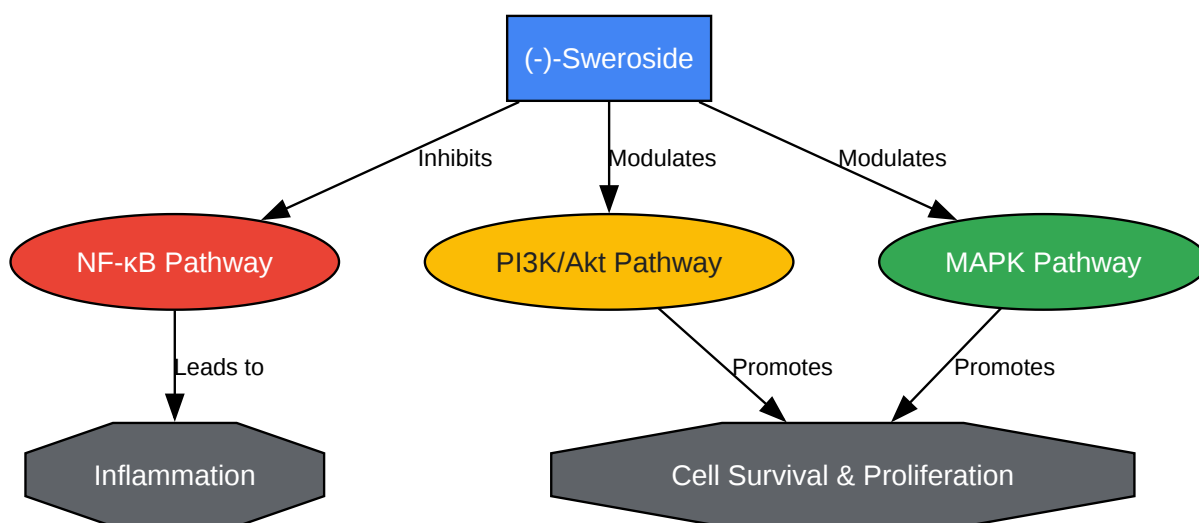 (-)-Sweroside
Inhibits
Modulates
Modulates
NF-κB Pathway
PI3K/Akt Pathway
MAPK Pathway
Leads to
Promotes
Promotes
Inflammation
Cell Survival & Proliferation